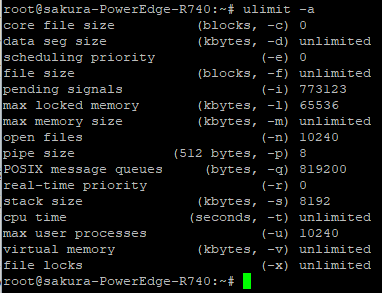 root@sakura-PowerEdge-R740:~# ulimit -a
core file size          (blocks, -c) 0
data seg size           (kbytes, -d) unlimited
scheduling priority             (-e) 0
file size               (blocks, -f) unlimited
pending signals                 (-i) 773123
max locked memory       (kbytes, -l) 65536
max memory size         (kbytes, -m) unlimited
open files                      (-n) 10240
pipe size            (512 bytes, -p) 8
POSIX message queues     (bytes, -q) 819200
real-time priority              (-r) 0
stack size              (kbytes, -s) 8192
cpu time               (seconds, -t) unlimited
max user processes              (-u) 10240
virtual memory          (kbytes, -v) unlimited
file locks                      (-x) unlimited
root@sakura-PowerEdge-R740:~#